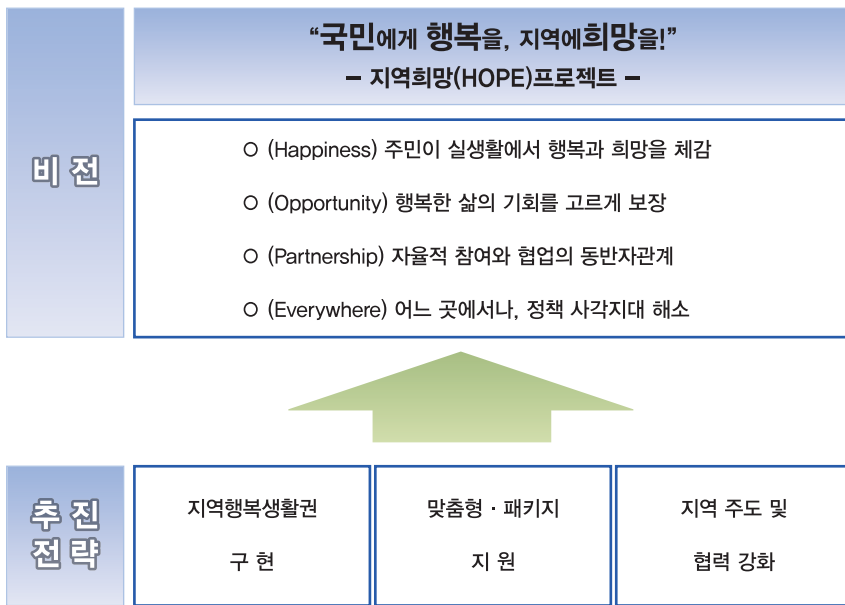 “국민에게 행복을, 지역에희망을!”
– 지역희망(HOPE)프로젝트 –
비 전
○ (Happiness) 주민이 실생활에서 행복과 희망을 체감
○ (Opportunity) 행복한 삶의 기회를 고르게 보장
○ (Partnership) 자율적 참여와 협업의 동반자관계
○ (Everywhere) 어느 곳에서나, 정책 사각지대 해소
추 진
전 략
지역행복생활권
구 현
맞춤형 · 패키지
지 원
지역 주도 및
협력 강화